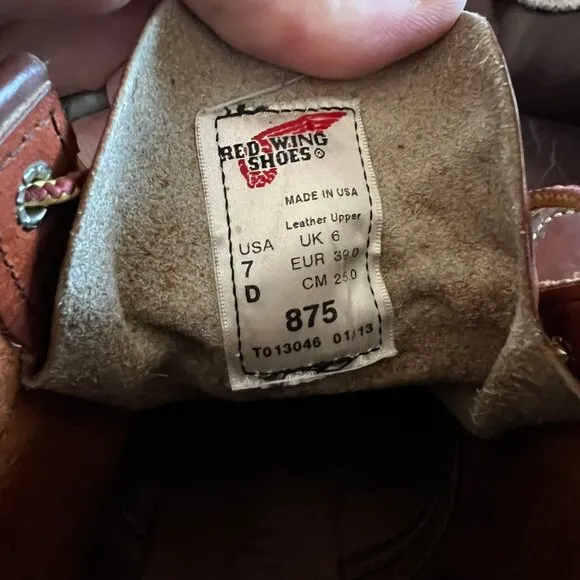 RED WING
SHOES®
MADE IN USA
Leather Upper
USA UK 6
7 EUR 39.0
D CM 25.0
875
T013046 01/13